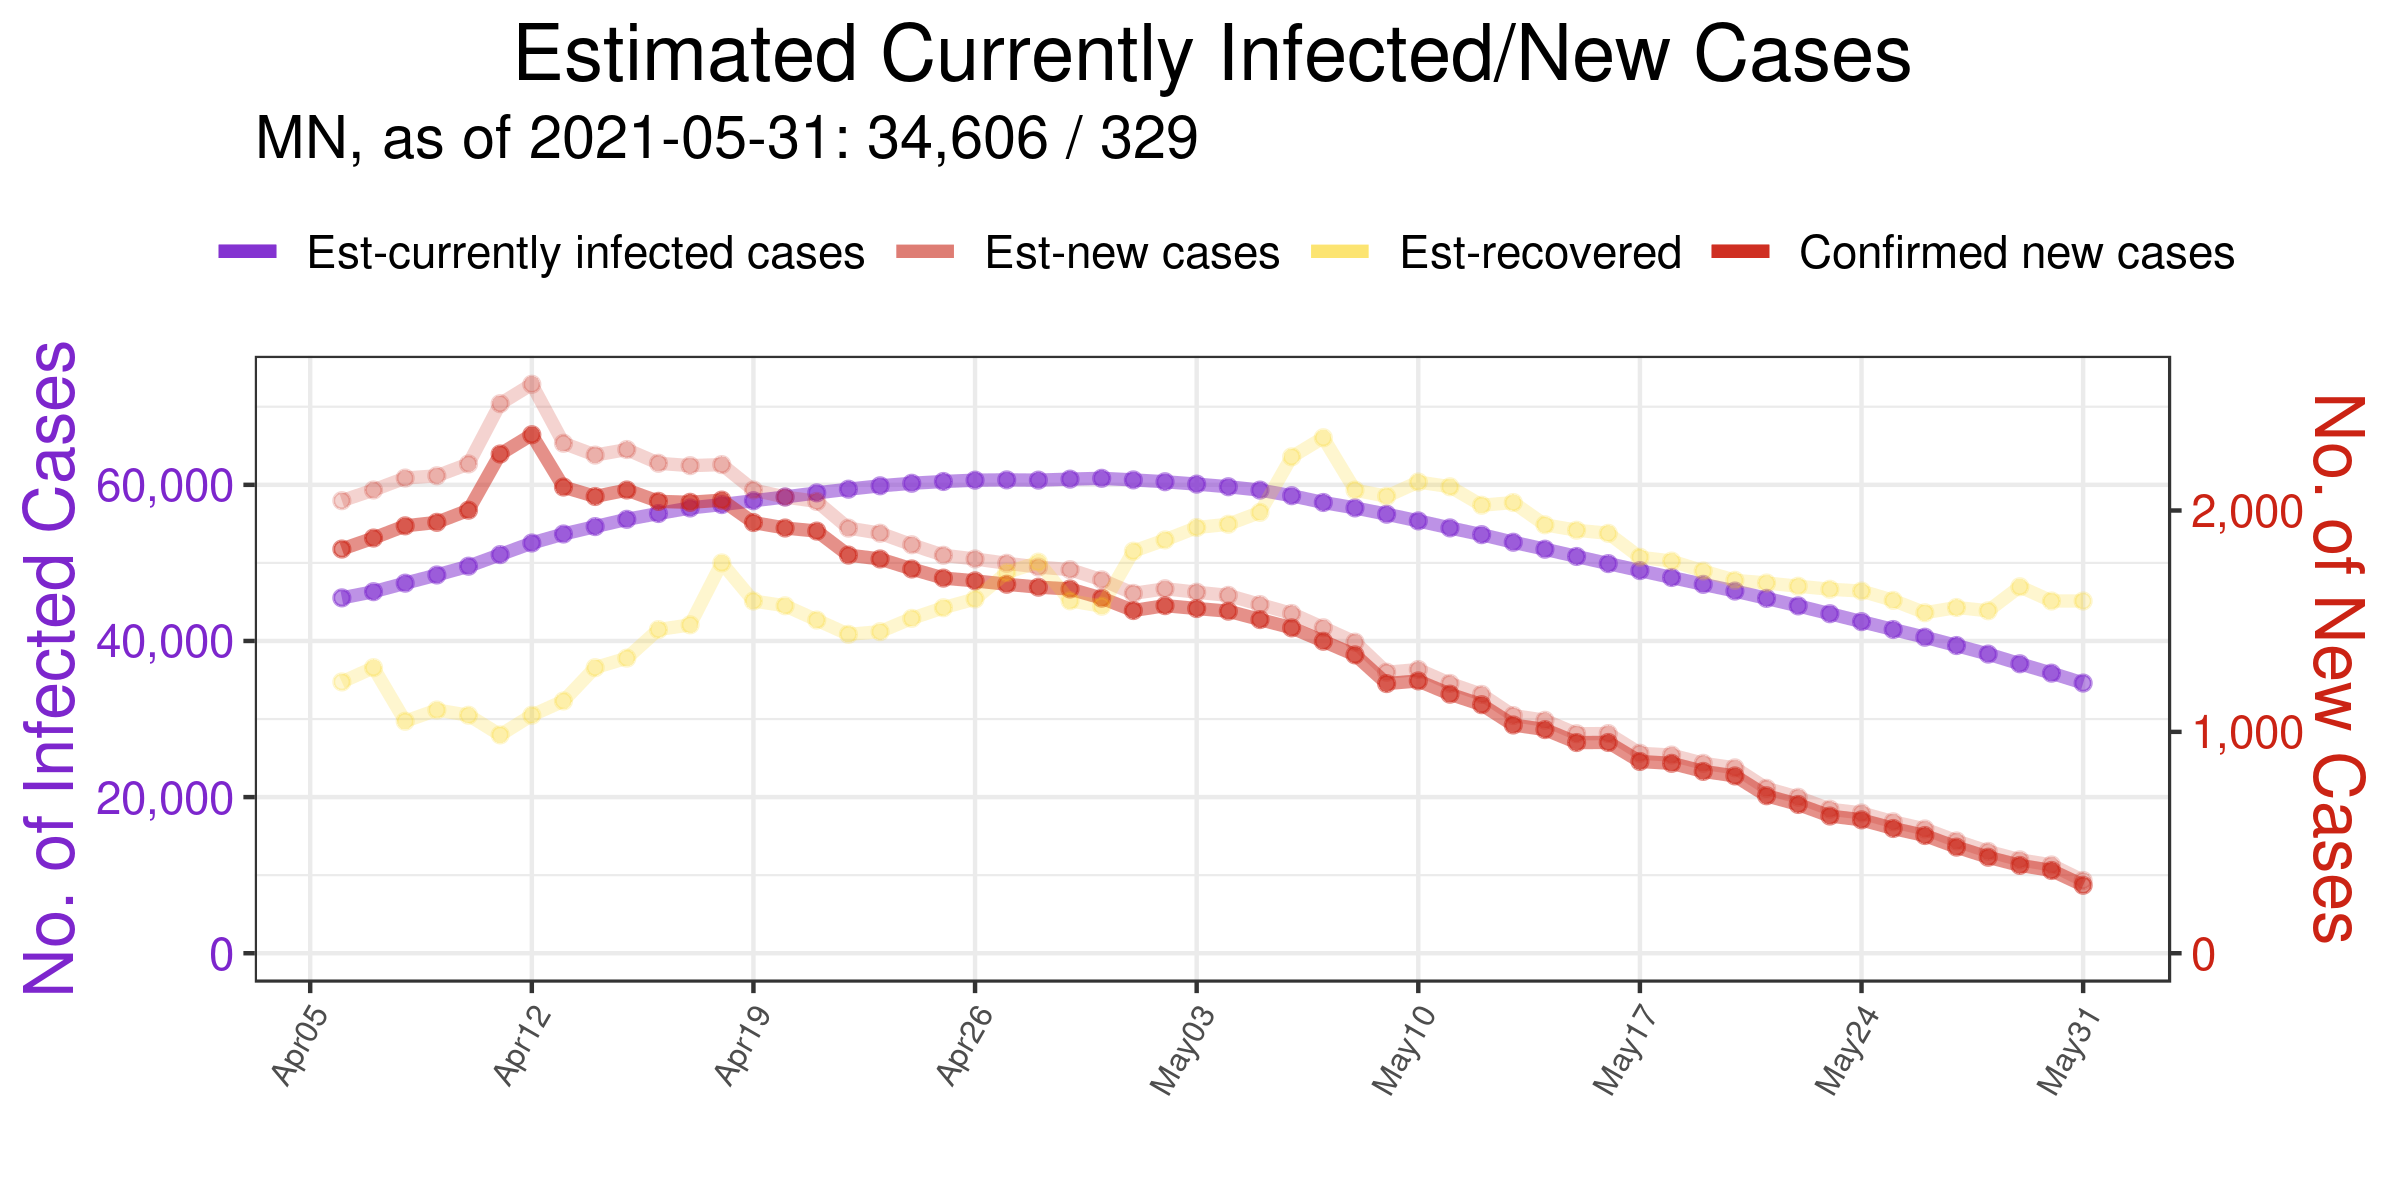 Estimated Currently Infected/New Cases
MN, as of 2021-05-31: 34,606 / 329
Est-currently infected cases Est-new cases Est-recovered Confirmed new cases
No. of Infected Cases
60,000
40,000
20,000
0
2,000
1,000
0
No. of New Cases
Apr05 Apr12 Apr19 Apr26 May03 May10 May17 May24 May31